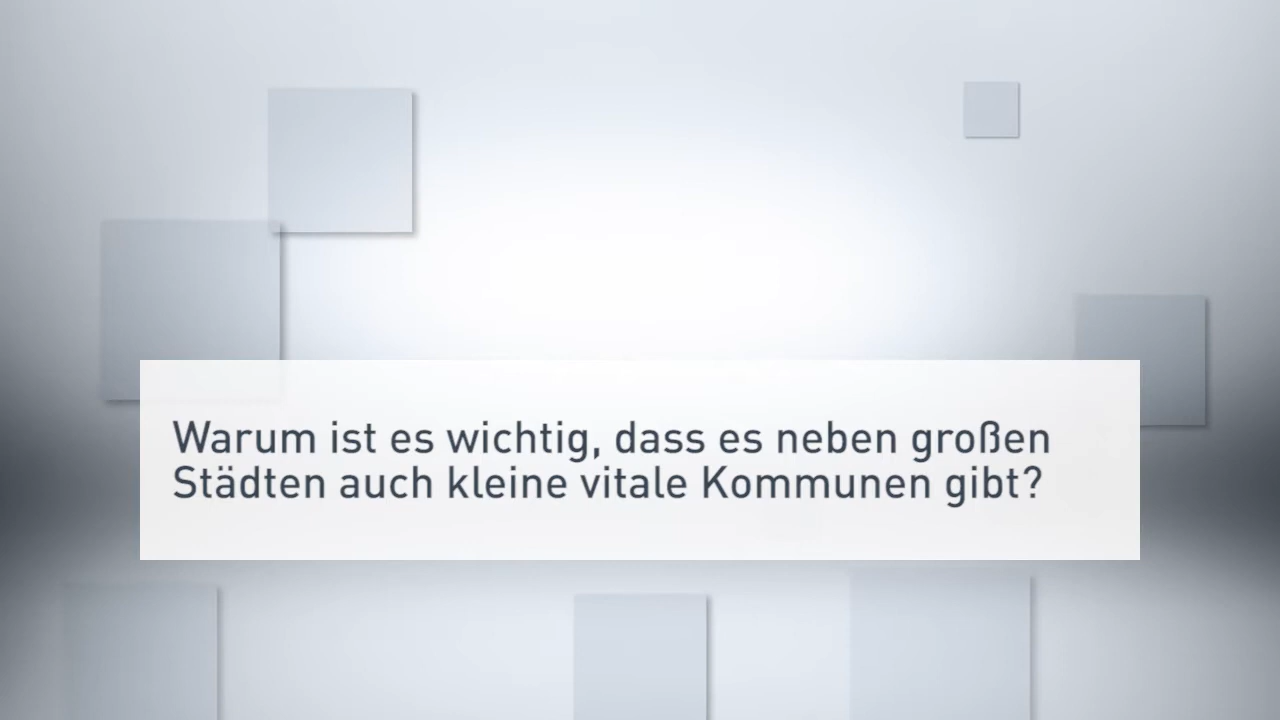 Warum ist es wichtig, dass es neben großen
Städten auch kleine vitale Kommunen gibt?